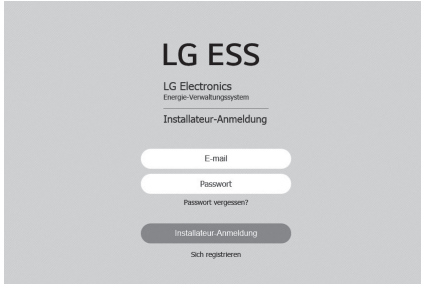 LG ESS
LG Electronics
Energie-Verwaltungssystem
Installateur-Anmeldung
E-mail
Passwort
Passwort vergessen?
Installateur-Anmeldung
Sich registrieren